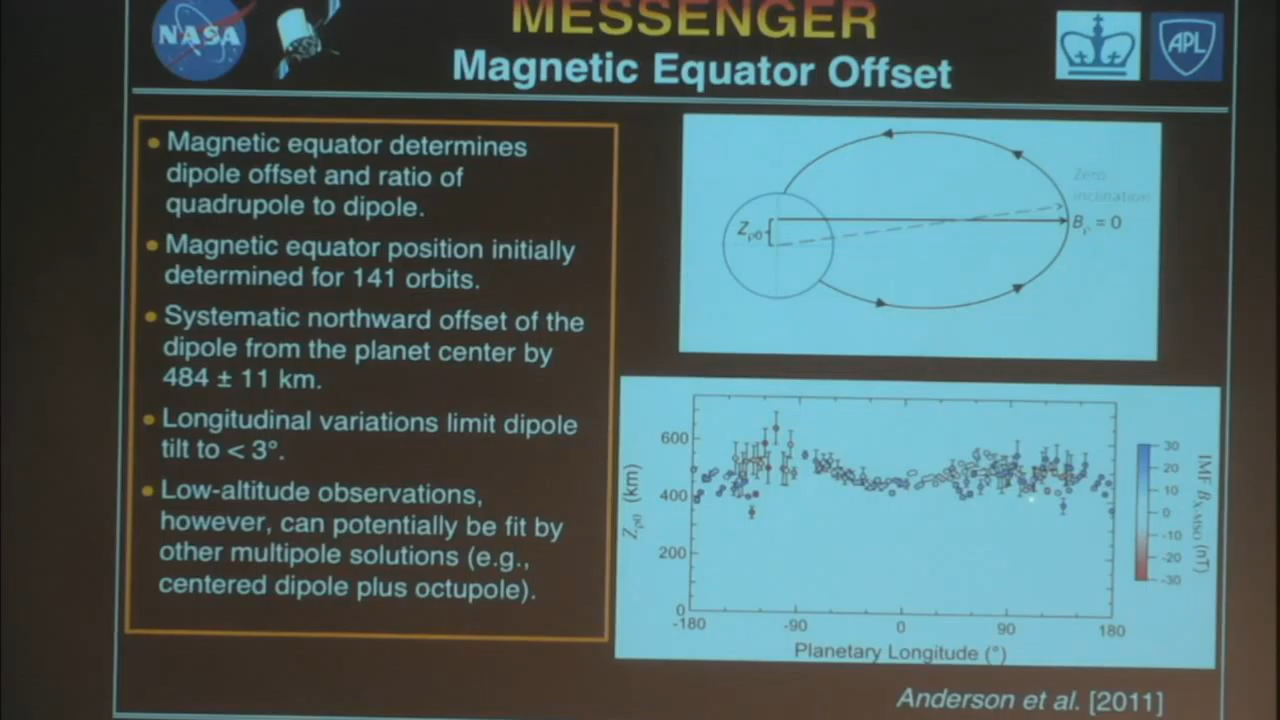 NASA
MESSENGER
Magnetic Equator Offset
APL
Magnetic equator determines
dipole offset and ratio of
quadrupole to dipole.
Magnetic equator position initially
determined for 141 orbits.
Systematic northward offset of the
dipole from the planet center by
484 ± 11 km.
Longitudinal variations limit dipole
tilt to < 3°.
Low-altitude observations,
however, can potentially be fit by
other multipole solutions (e.g.,
centered dipole plus octupole).
Zero
inclination
Zρ0
Bρ = 0
600
400
200
0
Zρ0 (km)
-180
-90
0
90
180
Planetary Longitude (°)
30
20
10
0
-10
-20
-30
IMF BX-MSO (nT)
Anderson et al. [2011]